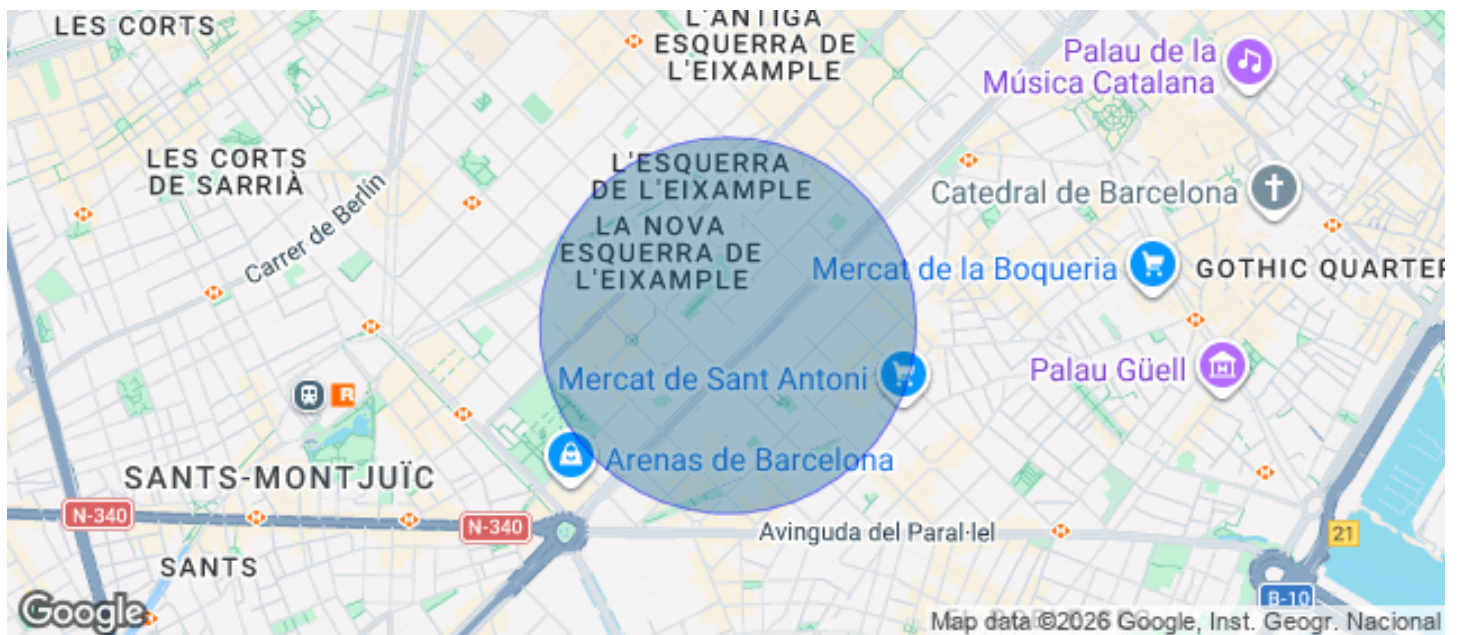 LES CORTS
L'ANTIGA
ESQUERRA DE
L'EIXAMPLE
Palau de la
Música Catalana
LES CORTS
DE SARRIÀ
L'ESQUERRA
DE L'EIXAMPLE
Catedral de Barcelona
Carrer de Berlin
LA NOVA
ESQUERRA DE
L'EIXAMPLE
Mercat de la Boqueria
GOTHIC QUARTER
Mercat de Sant Antoni
Palau Güell
R
Arenas de Barcelona
SANTS-MONTJUÏC
N-340
N-340
Avinguda del Paral·lel
21
SANTS
B-10
Google
Map data ©2026 Google, Inst. Geogr. Nacional